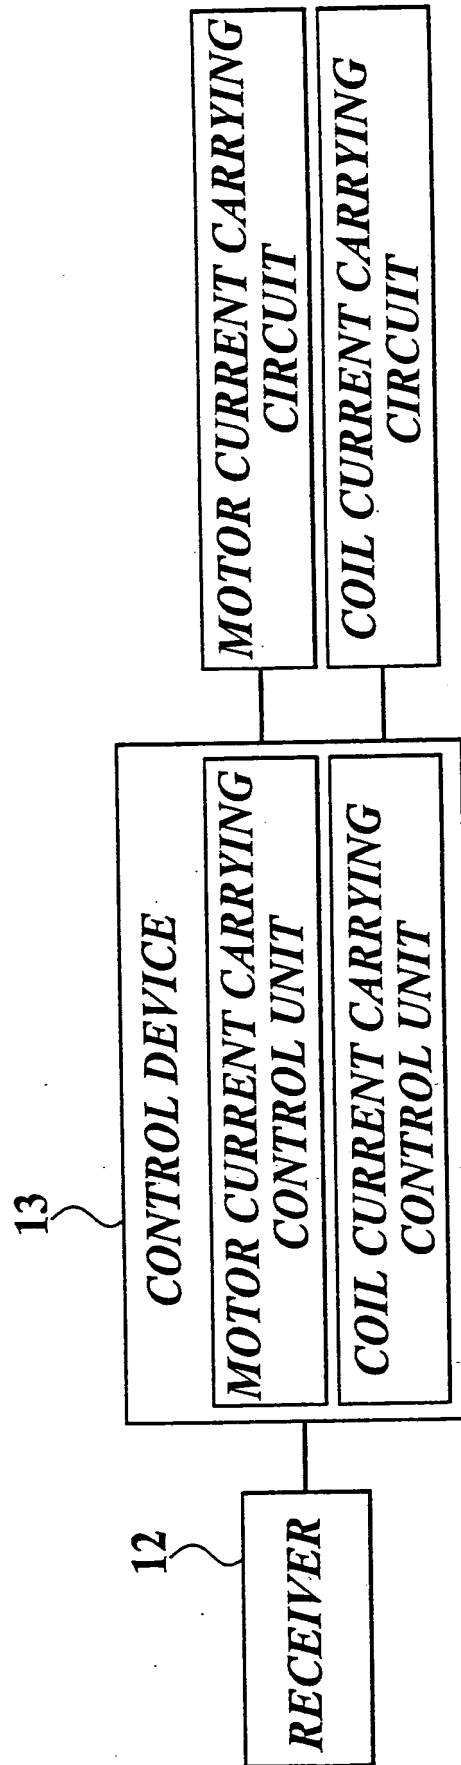 12
RECEIVER
13
CONTROL DEVICE
MOTOR CURRENT CARRYING
CONTROL UNIT
COIL CURRENT CARRYING
CONTROL UNIT
MOTOR CURRENT CARRYING
CIRCUIT
COIL CURRENT CARRYING
CIRCUIT